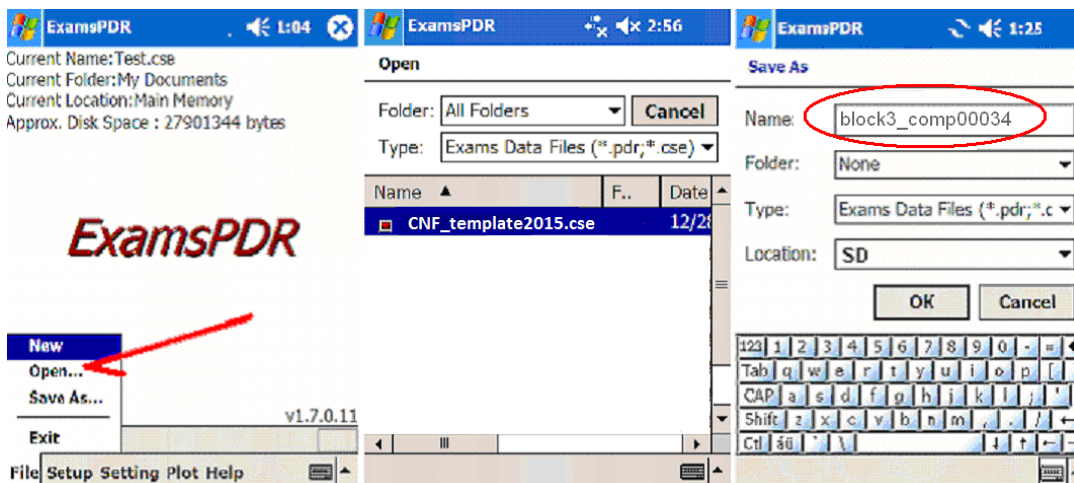 ExamsPDR 1:04
Current Name:Test.cse
Current Folder:My Documents
Current Location:Main Memory
Approx. Disk Space : 27901344 bytes
ExamsPDR
New
Open...
Save As...
v1.7.0.11
Exit
File Setup Setting Plot Help
ExamsPDR 2:56
Open
Folder: All Folders Cancel
Type: Exams Data Files (*.pdr;*.cse)
Name F.. Date
CNF_template2015.cse 12/28
ExamsPDR 1:25
Save As
Name: block3_comp00034
Folder: None
Type: Exams Data Files (*.pdr;*.c
Location: SD
OK Cancel
123 1 2 3 4 5 6 7 8 9 0 - =
Tab q w e r t y u i o p [
CAP a s d f g h j k l ; '
Shift z x c v b n m , . / ←
Ctl áü ` \ ↓ ↑ ←